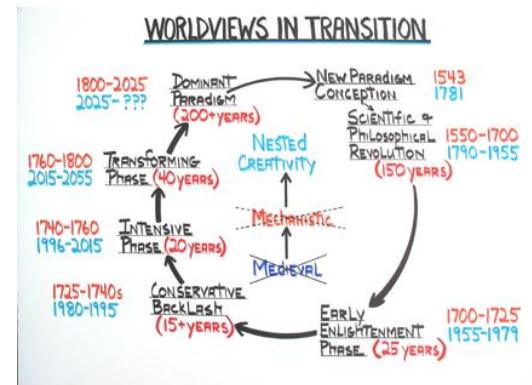 WORLDVIEWS IN TRANSITION
1800-2025
2025-???
DOMINANT
PARADIGM
(200+YEARS)
NEW PARADIGM
CONCEPTION
1543
1781
SCIENTIFIC &
PHILOSOPHICAL
REVOLUTION
(150 YEARS)
1550-1700
1790-1955
1760-1800
2015-2055
TRANSFORMING
PHASE (40 YEARS)
NESTED
CREATIVITY
MECHANISTIC
MEDIEVAL
1740-1760
1996-2015
INTENSIVE
PHASE (20 YEARS)
1725-1740s
1980-1995
CONSERVATIVE
BACKLASH
(15+YEARS)
EARLY
ENLIGHTENMENT
PHASE (25 YEARS)
1700-1725
1955-1979